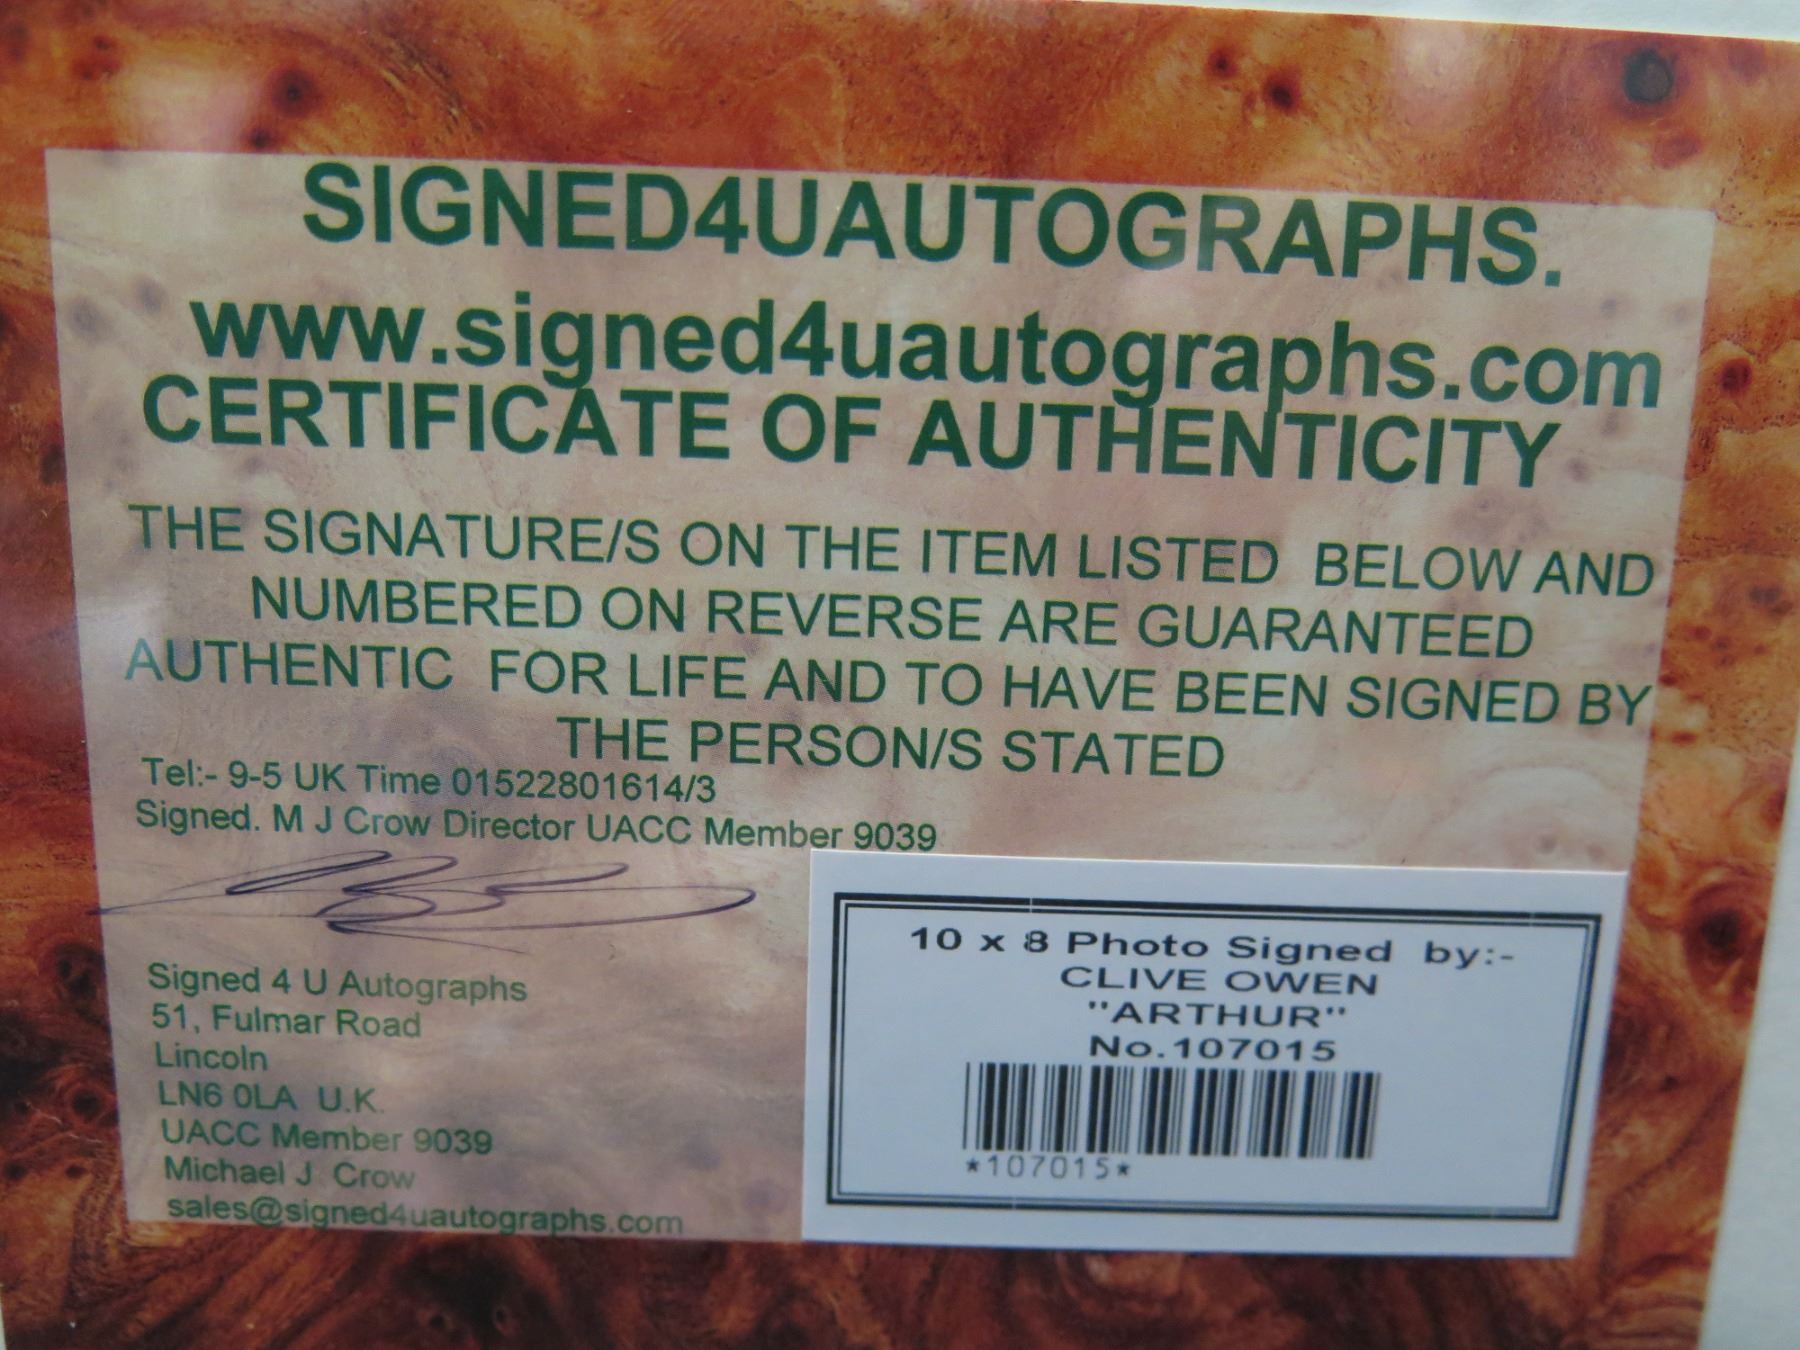 SIGNED4UAUTOGRAPHS.
www.signed4uautographs.com
CERTIFICATE OF AUTHENTICITY
THE SIGNATURE/S ON THE ITEM LISTED BELOW AND
NUMBERED ON REVERSE ARE GUARANTEED
AUTHENTIC FOR LIFE AND TO HAVE BEEN SIGNED BY
THE PERSON/S STATED
Tel:- 9-5 UK Time 01522801614/3
Signed. M J Crow Director UACC Member 9039
Signed 4 U Autographs
51, Fulmar Road
Lincoln
LN6 0LA U.K.
UACC Member 9039
Michael J Crow
sales@signed4uautographs.com
10 x 8 Photo Signed by:-
CLIVE OWEN
"ARTHUR"
No.107015
*107015*